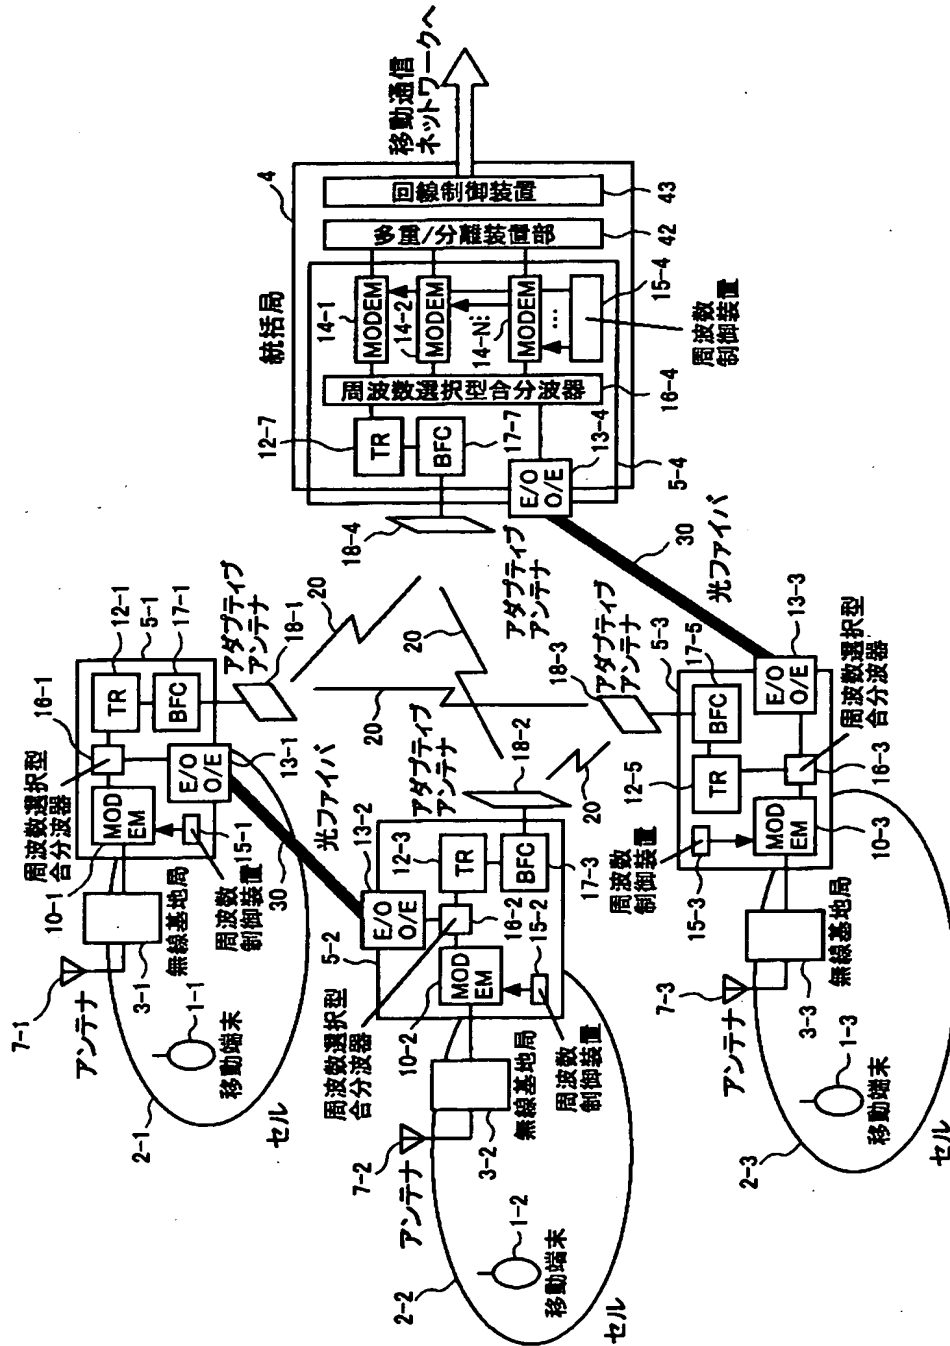 移動通信
ネットワークへ
4
統括局
回線制御装置
43
多重/分離装置部
42
14-1
MODEM
14-2
MODEM
14-N
MODEM
…
15-4
周波数
制御装置
周波数選択型合分波器
16-4
12-7
TR
BFC
17-7
E/O
O/E
13-4
5-4
18-4
アダプティブ
アンテナ
30
光ファイバ
20
20
20
20
12-1
5-1
17-1
16-1
TR
BFC
アダプティブ
アンテナ
18-1
周波数選択型
合分波器
MOD
EM
10-1
E/O
O/E
13-1
15-1
周波数
制御装置
30
光ファイバ
3-1
無線基地局
7-1
アンテナ
1-1
移動端末
2-1
セル
13-2
12-3
アダプティブ
アンテナ
18-2
5-2
E/O
O/E
TR
BFC
17-3
16-2
MOD
EM
15-2
周波数選択型
合分波器
10-2
周波数
制御装置
3-2
無線基地局
7-2
アンテナ
1-2
移動端末
2-2
セル
18-3
アダプティブ
アンテナ
5-3
17-5
BFC
13-3
E/O
O/E
12-5
TR
周波数選択型
合分波器
16-3
MOD
EM
10-3
周波数
制御装置
15-3
3-3
無線基地局
7-3
アンテナ
1-3
移動端末
2-3
セル